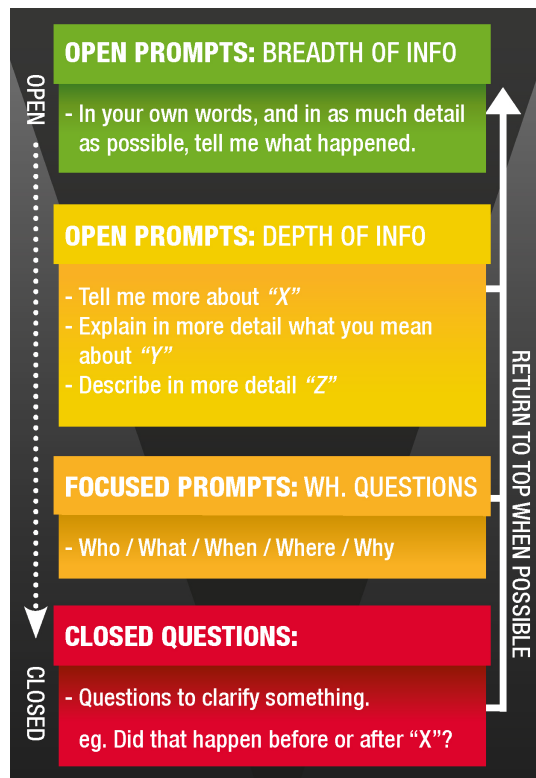 OPEN PROMPTS: BREADTH OF INFO
- In your own words, and in as much detail
as possible, tell me what happened.
OPEN PROMPTS: DEPTH OF INFO
- Tell me more about “X”
- Explain in more detail what you mean
about “Y”
- Describe in more detail “Z”
FOCUSED PROMPTS: WH. QUESTIONS
- Who / What / When / Where / Why
CLOSED QUESTIONS:
- Questions to clarify something.
eg. Did that happen before or after “X”?
OPEN
CLOSED
RETURN TO TOP WHEN POSSIBLE